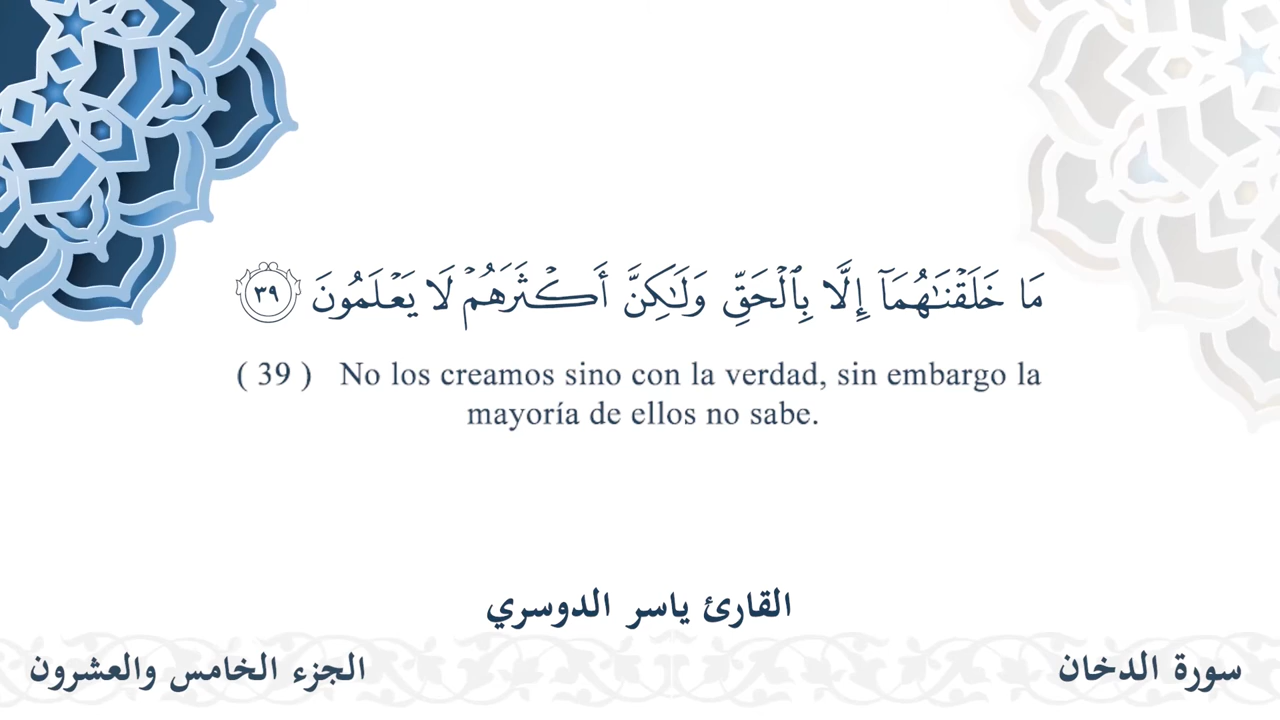 مَا خَلَقْنَٰهُمَآ إِلَّا بِٱلْحَقِّ وَلَٰكِنَّ أَكْثَرَهُمْ لَا يَعْلَمُونَ ٣٩
( 39 ) No los creamos sino con la verdad, sin embargo la
mayoría de ellos no sabe.
القارئ ياسر الدوسري
سورة الدخان
الجزء الخامس والعشرون